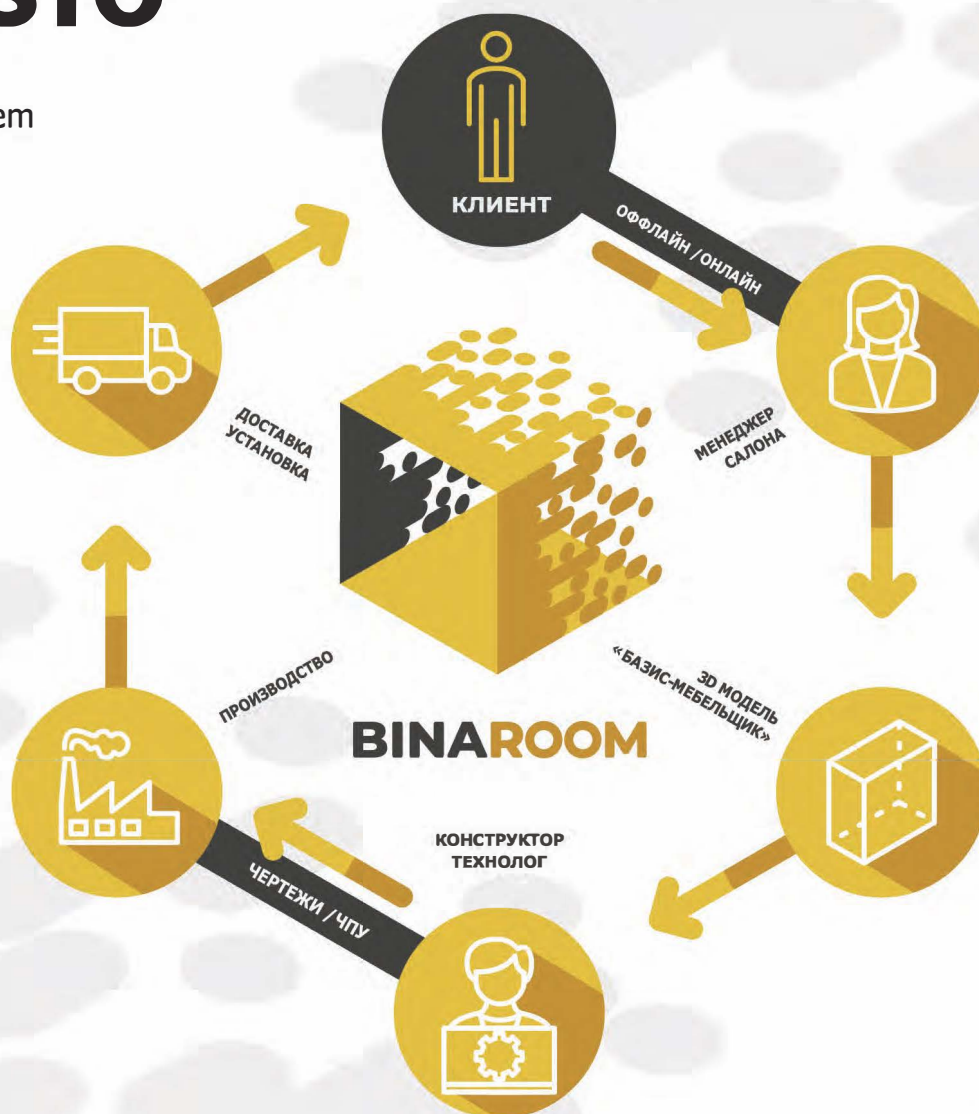 КЛИЕНТ
ОФФЛАЙН / ОНЛАЙН
МЕНЕДЖЕР
САЛОНА
ДОСТАВКА
УСТАНОВКА
3D МОДЕЛЬ
«БАЗИС-МЕБЕЛЬЩИК»
ПРОИЗВОДСТВО
BINAROOM
КОНСТРУКТОР
ТЕХНОЛОГ
ЧЕРТЕЖИ / ЧПУ